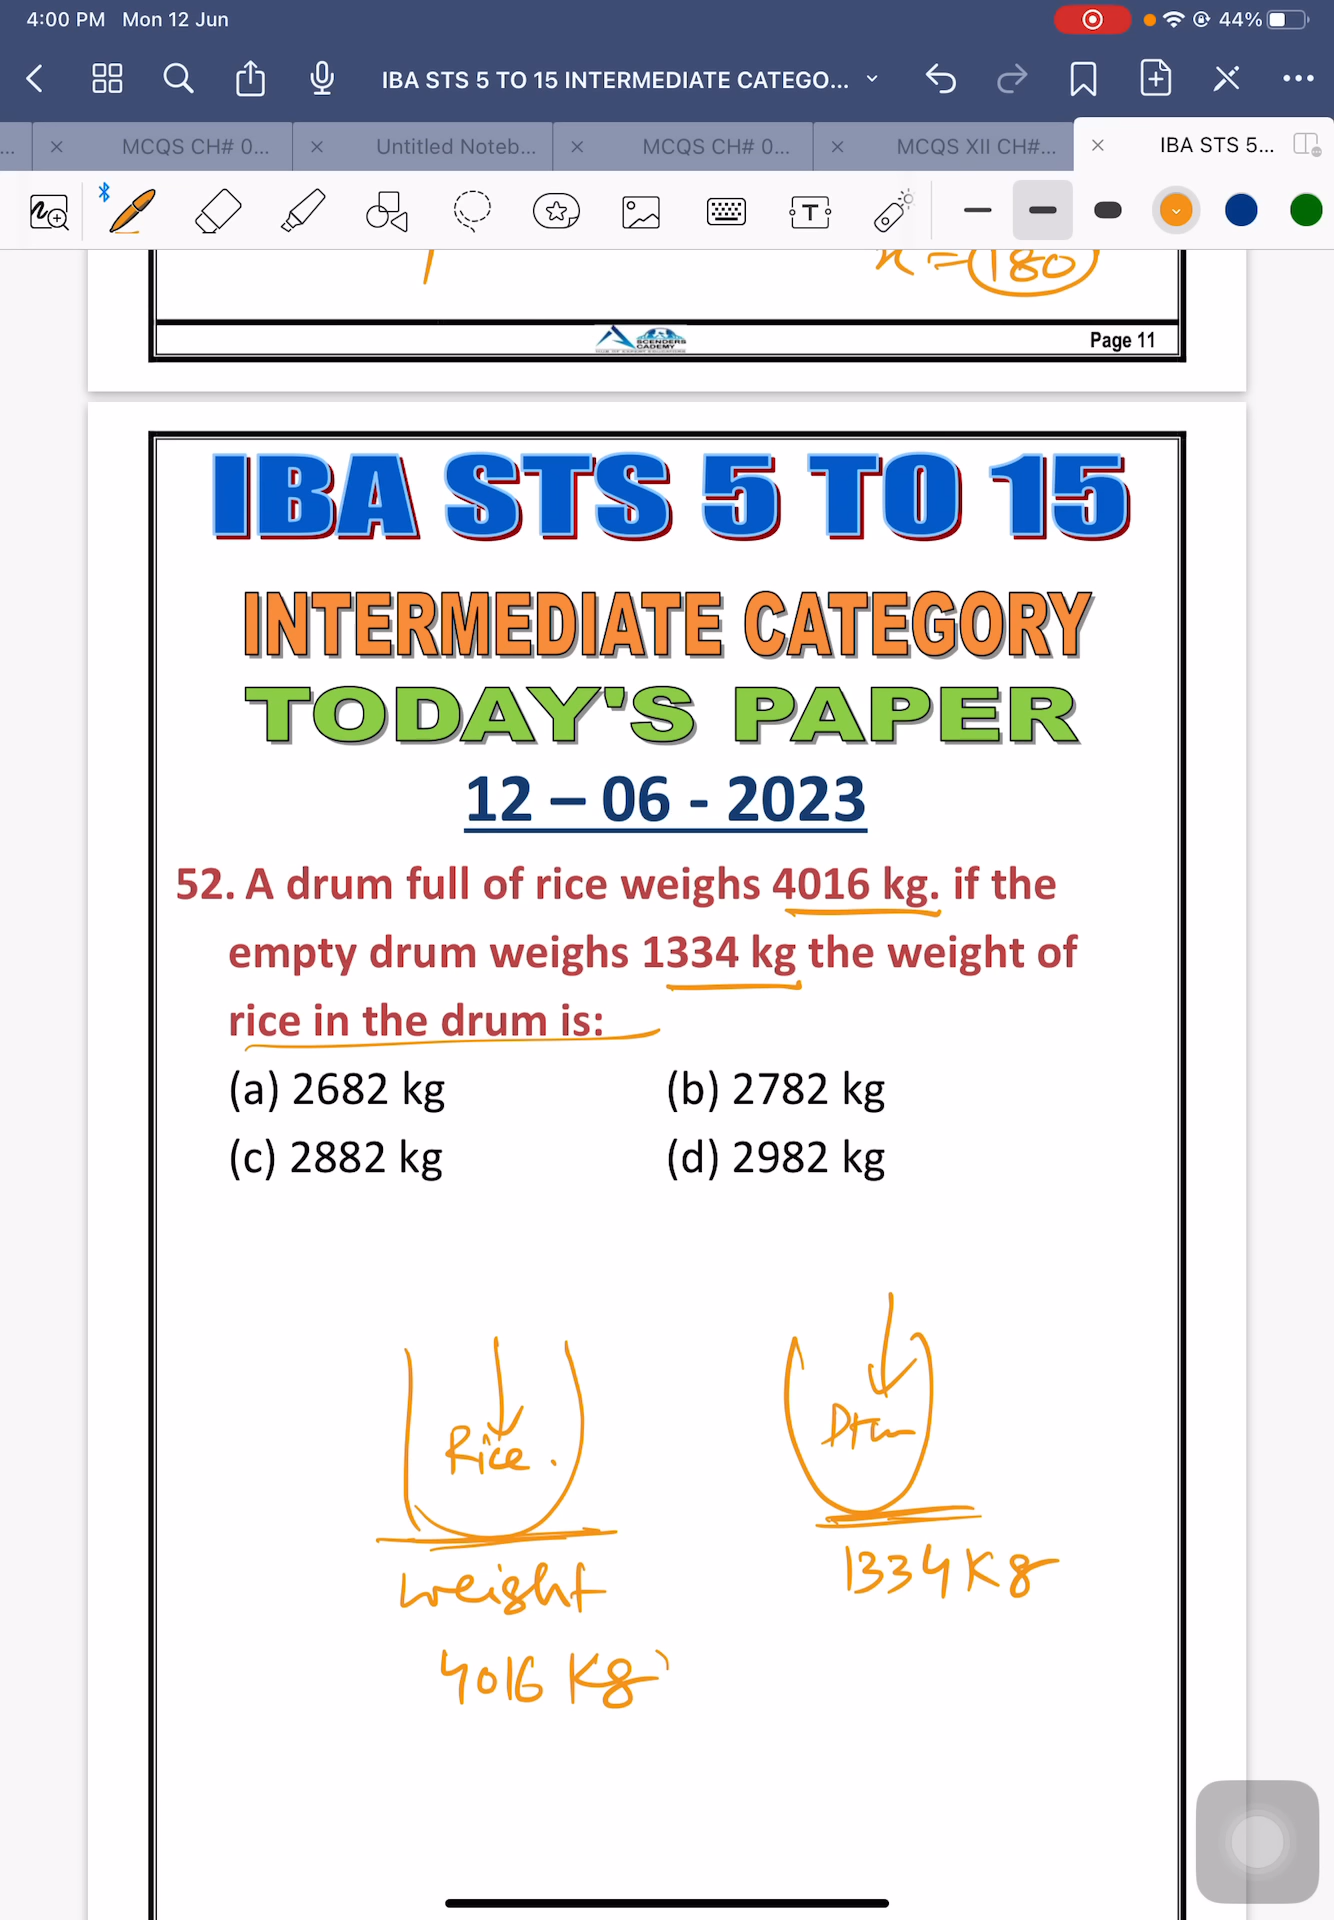 4:00 PM Mon 12 Jun
44%
IBA STS 5 TO 15 INTERMEDIATE CATEGO...
... MCQS CH# 0... Untitled Noteb... MCQS CH# 0... MCQS XII CH#... IBA STS 5...
x = 180
SCENDERS
CADEMY
Page 11
IBA STS 5 TO 15
INTERMEDIATE CATEGORY
TODAY'S PAPER
12 – 06 - 2023
52. A drum full of rice weighs 4016 kg. if the
empty drum weighs 1334 kg the weight of
rice in the drum is:
(a) 2682 kg (b) 2782 kg
(c) 2882 kg (d) 2982 kg
Rice. Drum
weight 1334 Kg
4016 Kg